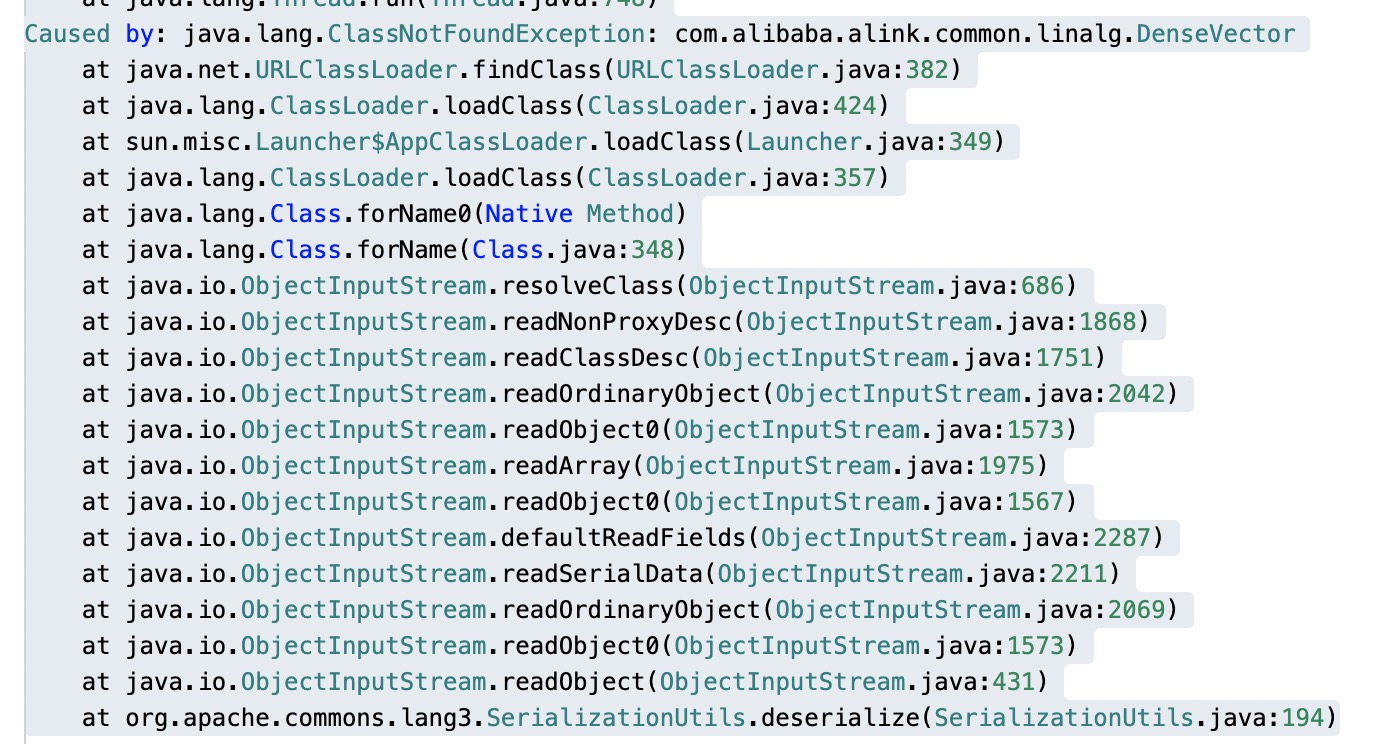 at java.lang.Thread.run(Thread.java:748)
Caused by: java.lang.ClassNotFoundException: com.alibaba.alink.common.linalg.DenseVector
at java.net.URLClassLoader.findClass(URLClassLoader.java:382)
at java.lang.ClassLoader.loadClass(ClassLoader.java:424)
at sun.misc.Launcher$AppClassLoader.loadClass(Launcher.java:349)
at java.lang.ClassLoader.loadClass(ClassLoader.java:357)
at java.lang.Class.forName0(Native Method)
at java.lang.Class.forName(Class.java:348)
at java.io.ObjectInputStream.resolveClass(ObjectInputStream.java:686)
at java.io.ObjectInputStream.readNonProxyDesc(ObjectInputStream.java:1868)
at java.io.ObjectInputStream.readClassDesc(ObjectInputStream.java:1751)
at java.io.ObjectInputStream.readOrdinaryObject(ObjectInputStream.java:2042)
at java.io.ObjectInputStream.readObject0(ObjectInputStream.java:1573)
at java.io.ObjectInputStream.readArray(ObjectInputStream.java:1975)
at java.io.ObjectInputStream.readObject0(ObjectInputStream.java:1567)
at java.io.ObjectInputStream.defaultReadFields(ObjectInputStream.java:2287)
at java.io.ObjectInputStream.readSerialData(ObjectInputStream.java:2211)
at java.io.ObjectInputStream.readOrdinaryObject(ObjectInputStream.java:2069)
at java.io.ObjectInputStream.readObject0(ObjectInputStream.java:1573)
at java.io.ObjectInputStream.readObject(ObjectInputStream.java:431)
at org.apache.commons.lang3.SerializationUtils.deserialize(SerializationUtils.java:194)